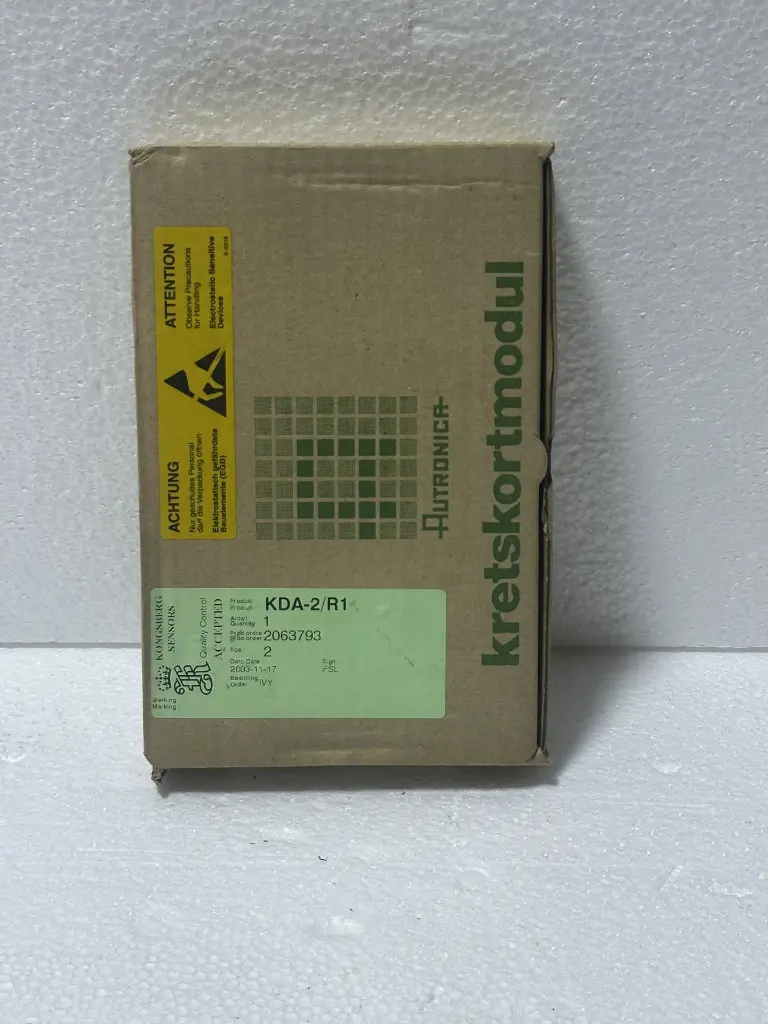 ATTENTION
Observe Precautions
for Handling
Electrostatic Sensitive
Devices
ACHTUNG
Nur geschultes Personal
darf die Verpackung öffnen
Elektrostatisch gefährdete
Bauelemente (EGB)
AUTRONICA
kretskortmodul
KONGSBERG
SENSORS
Quality Control
ACCEPTED
Merking
Marking
Produkt
Product
KDA-2/R1
Antall
Quantity
1
Prod.ordre
Prod.order
2063793
Pos.
2
Dato Date
2003-11-17
Sign
PSL
Bestilling
Order
IVY